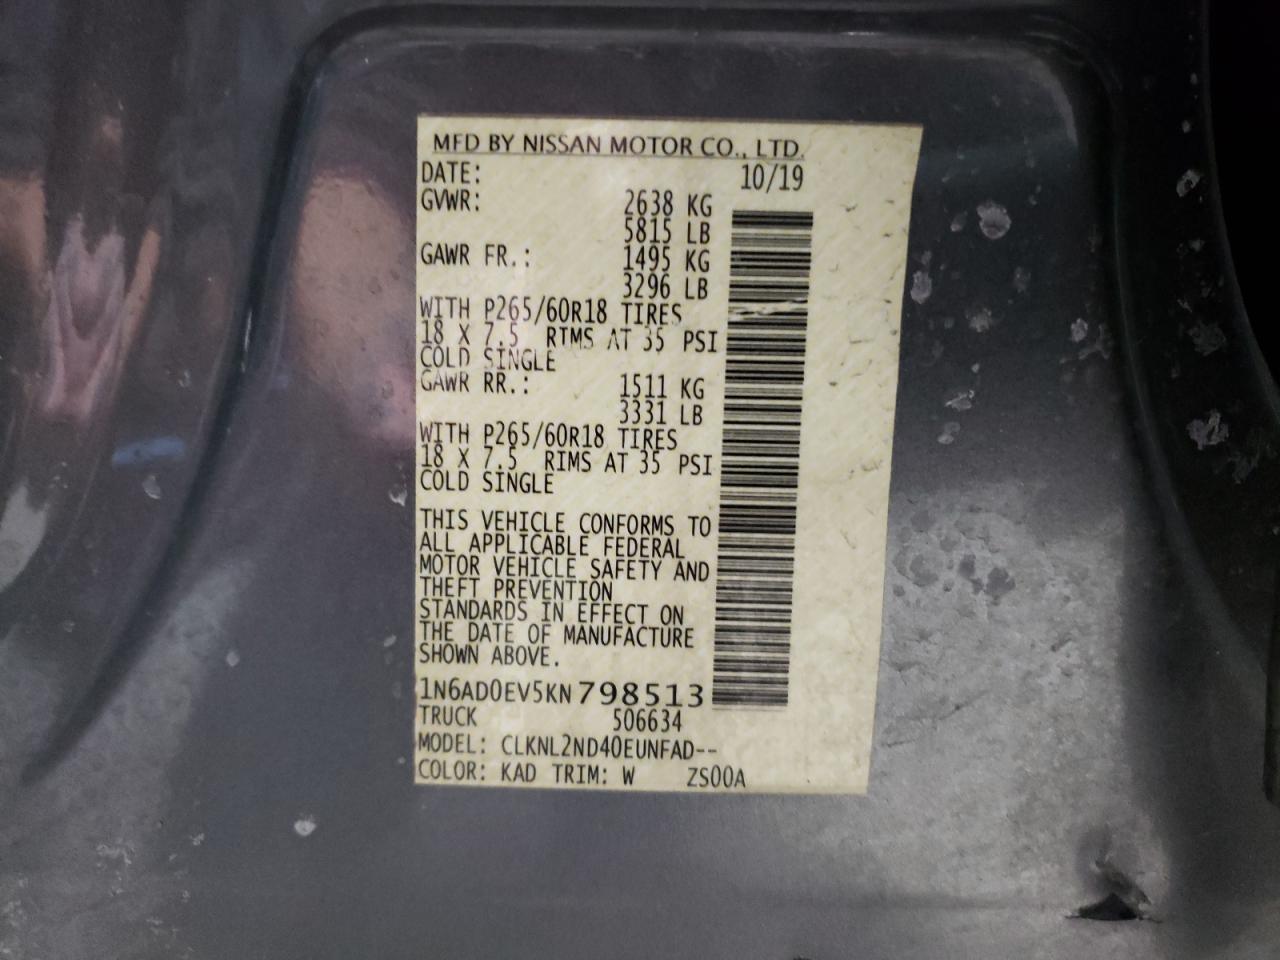 MFD BY NISSAN MOTOR CO., LTD.
DATE: 10/19
GVWR: 2638 KG
5815 LB
GAWR FR.: 1495 KG
3296 LB
WITH P265/60R18 TIRES
18 X 7.5 RIMS AT 35 PSI
COLD SINGLE
GAWR RR.: 1511 KG
3331 LB
WITH P265/60R18 TIRES
18 X 7.5 RIMS AT 35 PSI
COLD SINGLE
THIS VEHICLE CONFORMS TO
ALL APPLICABLE FEDERAL
MOTOR VEHICLE SAFETY AND
THEFT PREVENTION
STANDARDS IN EFFECT ON
THE DATE OF MANUFACTURE
SHOWN ABOVE.
1N6AD0EV5KN798513
TRUCK 506634
MODEL: CLKNL2ND40EUNFAD--
COLOR: KAD TRIM: W ZS00A